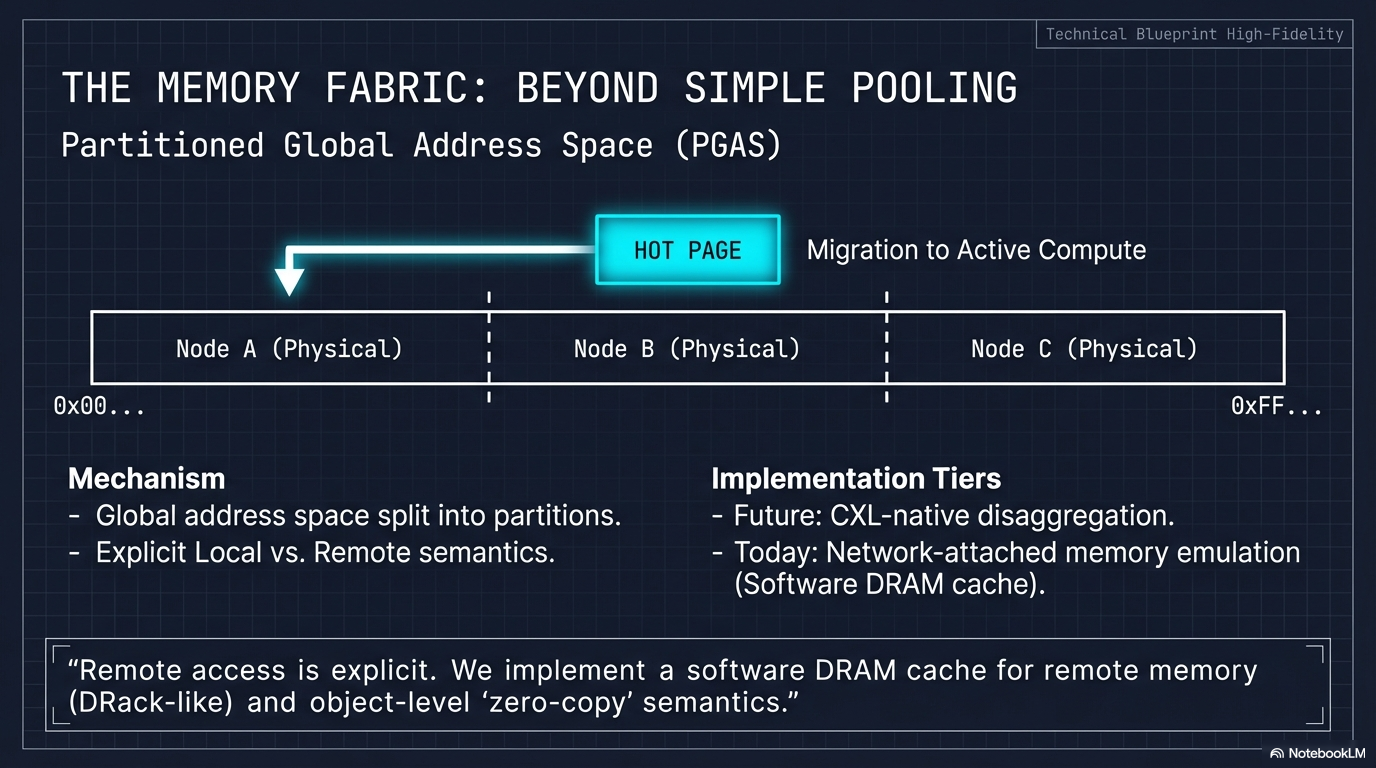 Technical Blueprint High-Fidelity
THE MEMORY FABRIC: BEYOND SIMPLE POOLING
Partitioned Global Address Space (PGAS)
HOT PAGE
Migration to Active Compute
Node A (Physical)
Node B (Physical)
Node C (Physical)
0x00...
0xFF...
Mechanism
- Global address space split into partitions.
- Explicit Local vs. Remote semantics.
Implementation Tiers
- Future: CXL-native disaggregation.
- Today: Network-attached memory emulation
(Software DRAM cache).
“Remote access is explicit. We implement a software DRAM cache for remote memory
(DRack-like) and object-level ‘zero-copy’ semantics.”
NotebookLM